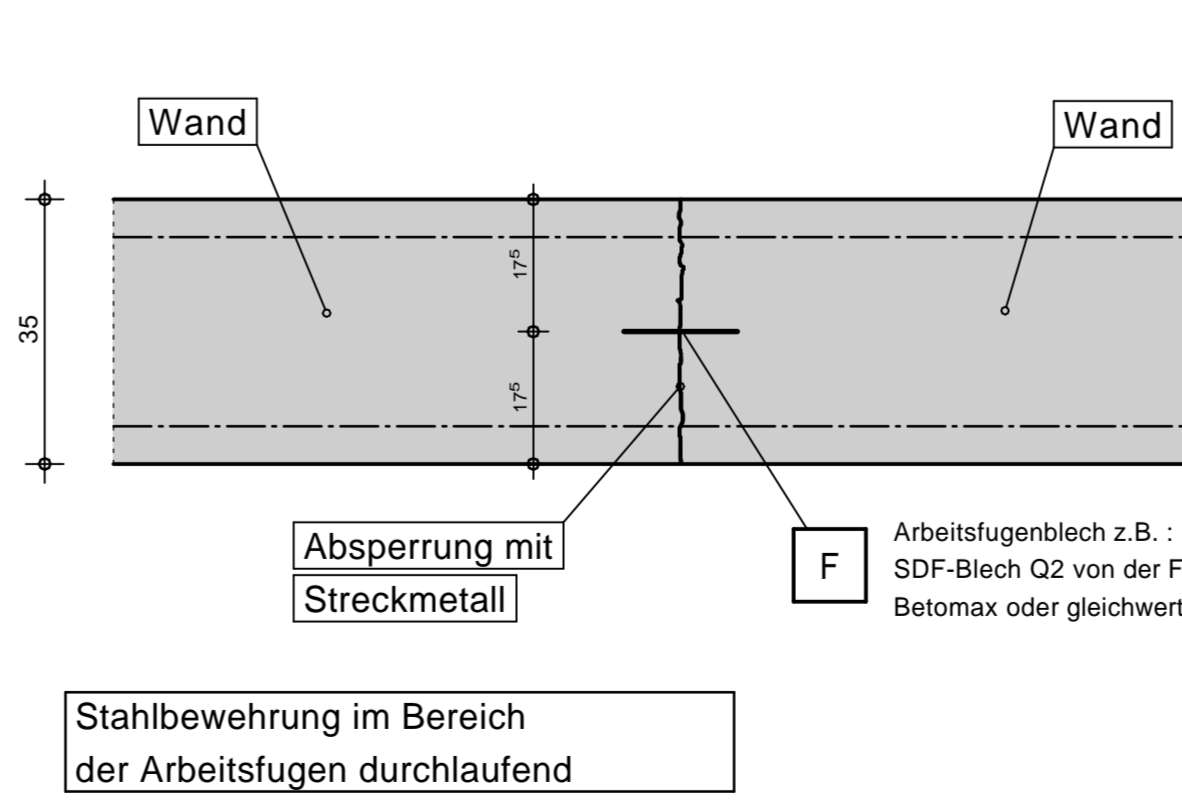 Wand
Wand
17⁵
35
17⁵
Absperrung mit
Streckmetall
F
Arbeitsfugenblech z.B. :
SDF-Blech Q2 von der
Betomax oder
Stahlbewehrung im Bereich
der Arbeitsfugen durchlaufend